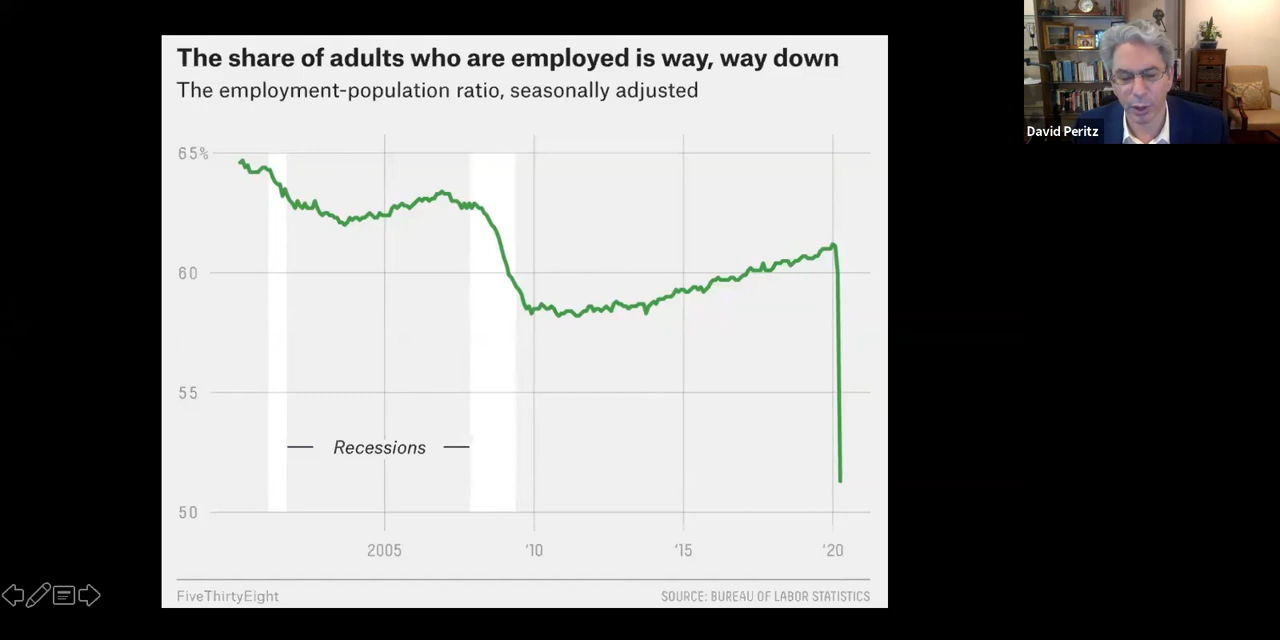 The share of adults who are employed is way, way down
The employment-population ratio, seasonally adjusted
David Peritz
65%
60
55
Recessions
50
2005 '10 '15 '20
FiveThirtyEight SOURCE: BUREAU OF LABOR STATISTICS